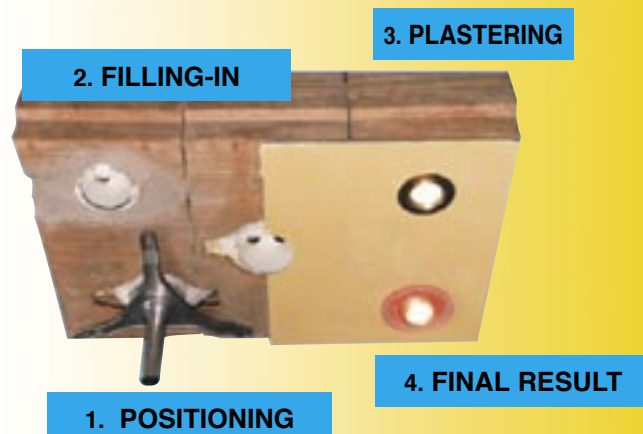 3. PLASTERING
2. FILLING-IN
4. FINAL RESULT
1. POSITIONING